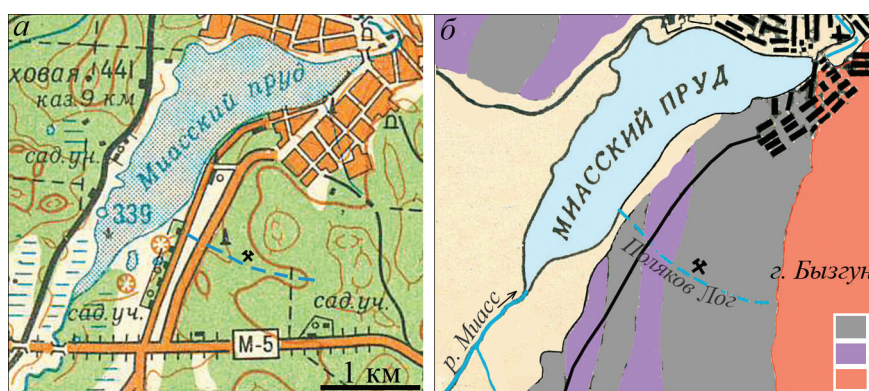 а
ховая 1441
каз. 9 км
сад. уч.
Миасский пруд
339
сад. уч.
сад. уч.
М-5
1 км
б
МИАССКИЙ ПРУД
Поляков Лог
г. Бызгун
р. Миасс